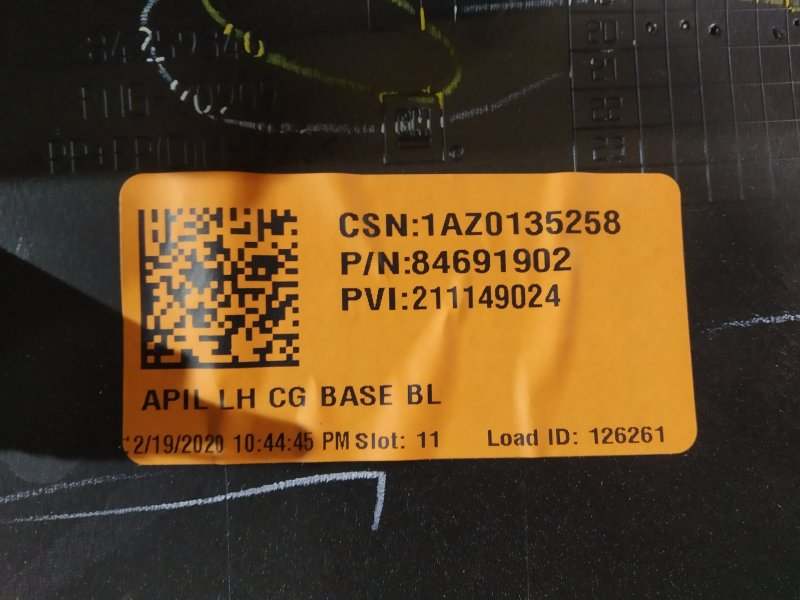 CSN:1AZ0135258
P/N:84691902
PVI:211149024
APIL LH CG BASE BL
2/19/2020 10:44:45 PM Slot: 11 Load ID: 126261